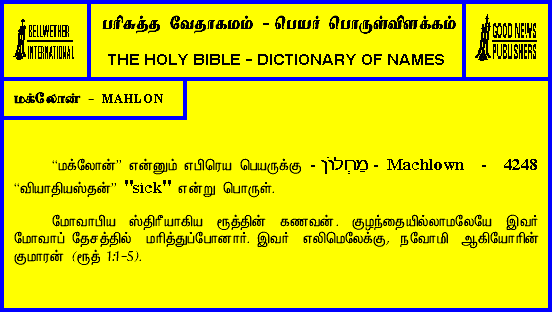 BELLWETHER
INTERNATIONAL
பரிசுத்த வேதாகமம் - பெயர் பொருள்விளக்கம்
THE HOLY BIBLE - DICTIONARY OF NAMES
GOOD NEWS
PUBLISHERS
மக்லோன் - MAHLON
“மக்லோன்” என்னும் எபிரெய பெயருக்கு - מַחְלוֹן - Machlown - 4248
“வியாதியஸ்தன்” "sick" என்று பொருள்.
மோவாபிய ஸ்திரீயாகிய ரூத்தின் கணவன். குழந்தையில்லாமலேயே இவர்
மோவாப் தேசத்தில் மரித்துப்போனார். இவர் எலிமெலேக்கு, நவோமி ஆகியோரின்
குமாரன் (ரூத் 1:1-5).